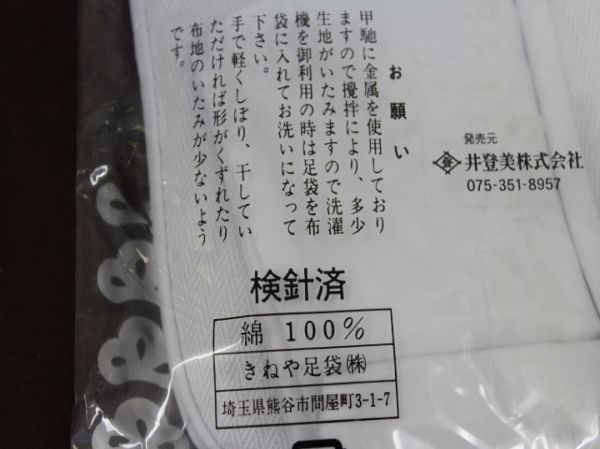 お願い
甲馳に金属を使用しており
ますので攪拌により、多少
生地がいたみますので洗濯
機を御利用の時は足袋を布
袋に入れてお洗いになって
下さい。
手で軽くしぼり、干してい
ただければ形がくずれたり
布地のいたみが少ないよう
です。
発売元
井登美株式会社
075-351-8957
検針済
綿 100%
きねや足袋㈱
埼玉県熊谷市問屋町3-1-7